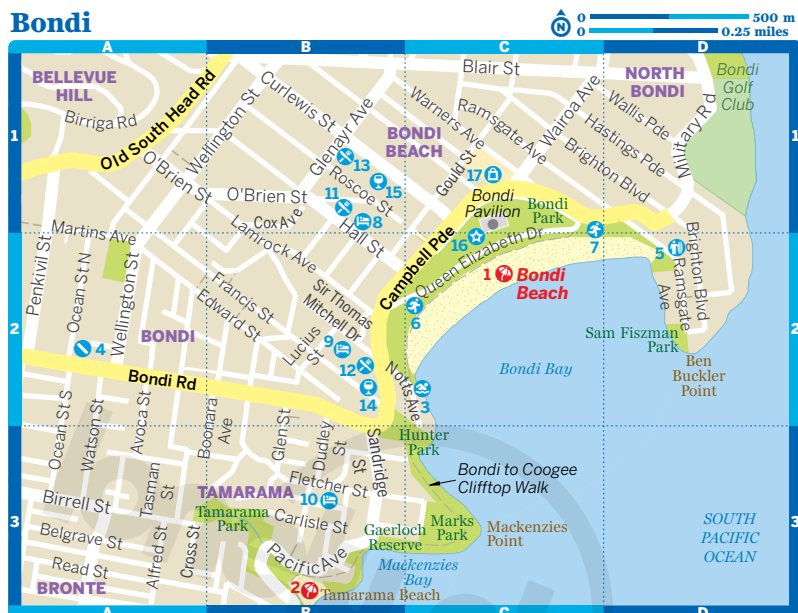 Bondi
N
0 500 m
0 0.25 miles
A
B
C
D
1
1
2
2
3
3
A
B
C
D
BELLEVUE
HILL
Birriga Rd
Old South Head Rd
Wellington St
O'Brien St
Curlewis St
Glenayr Ave
BONDI
BEACH
Blair St
Warners Ave
Ramsgate Ave
Wairoa Ave
NORTH
BONDI
Wallis Pde
Hastings Pde
Brighton Blvd
Military Rd
Bondi
Golf
Club
13
Roscoe St
15
11
8
O'Brien St
Cox Ave
Hall St
Gould St
17
Bondi
Pavilion
Bondi
Park
16
Queen Elizabeth Dr
7
5
Campbell Pde
Martins Ave
Penkivil St
Ocean St N
Wellington St
Lamrock Ave
Francis St
Edward St
Sir Thomas
Mitchell Dr
Lucius
St
BONDI
4
Bondi Rd
1 Bondi
Beach
6
9
12
14
Notts Ave
3
Bondi Bay
Brighton Blvd
Ramsgate
Ave
Sam Fiszman
Park
Ben
Buckler
Point
Ocean St S
Watson St
Avoca St
Boonara
Ave
Glen St
Dudley
St
Sandridge
St
Hunter
Park
Bondi to Coogee
Clifftop Walk
Tasman
St
TAMARAMA
Tamarama
Park
Fletcher St
10
Carlisle St
Birrell St
Belgrave St
Read St
BRONTE
Alfred St
Cross St
Pacific Ave
Gaerloch
Reserve
Marks
Park
Mackenzies
Point
Mackenzies
Bay
2 Tamarama Beach
SOUTH
PACIFIC
OCEAN